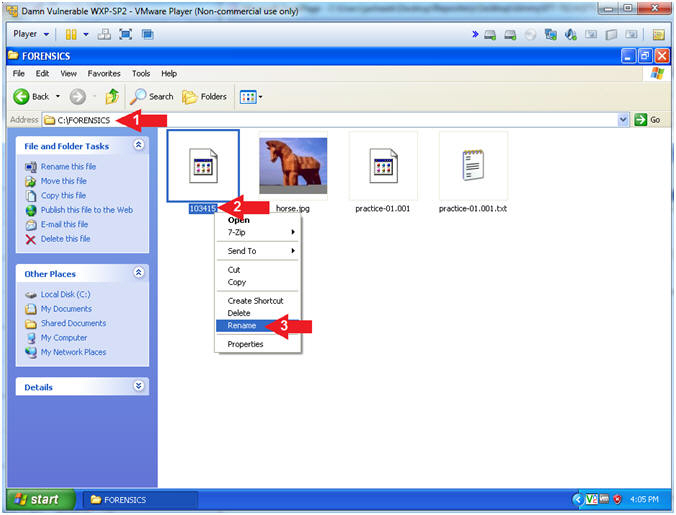 Damn Vulnerable WXP-SP2 - VMware Player (Non-commercial use only)
Player
FORENSICS
File Edit View Favorites Tools Help
Back Search Folders
Address C:\FORENSICS 1 Go
File and Folder Tasks
Rename this file
Move this file
Copy this file
Publish this file to the Web
E-mail this file
Delete this file
Other Places
Local Disk (C:)
My Documents
Shared Documents
My Computer
My Network Places
Details
103415 2 horse.jpg practice-01.001 practice-01.001.txt
Open
7-Zip
Send To
Cut
Copy
Create Shortcut
Delete
Rename 3
Properties
start FORENSICS 4:05 PM